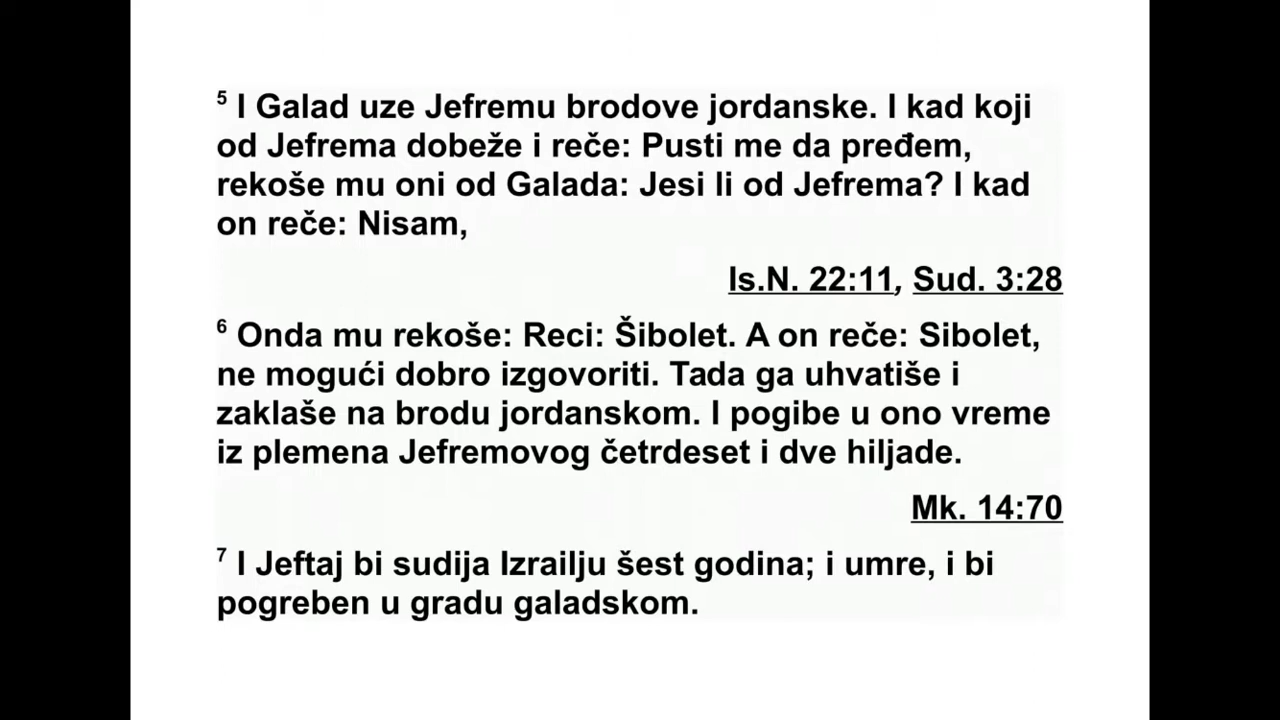 5 I Galad uze Jefremu brodove jordanske. I kad koji
od Jefrema dobeže i reče: Pusti me da pređem,
rekoše mu oni od Galada: Jesi li od Jefrema? I kad
on reče: Nisam,
Is.N. 22:11, Sud. 3:28
6 Onda mu rekoše: Reci: Šibolet. A on reče: Sibolet,
ne mogući dobro izgovoriti. Tada ga uhvatiše i
zaklaše na brodu jordanskom. I pogibe u ono vreme
iz plemena Jefremovog četrdeset i dve hiljade.
Mk. 14:70
7 I Jeftaj bi sudija Izrailju šest godina; i umre, i bi
pogreben u gradu galadskom.